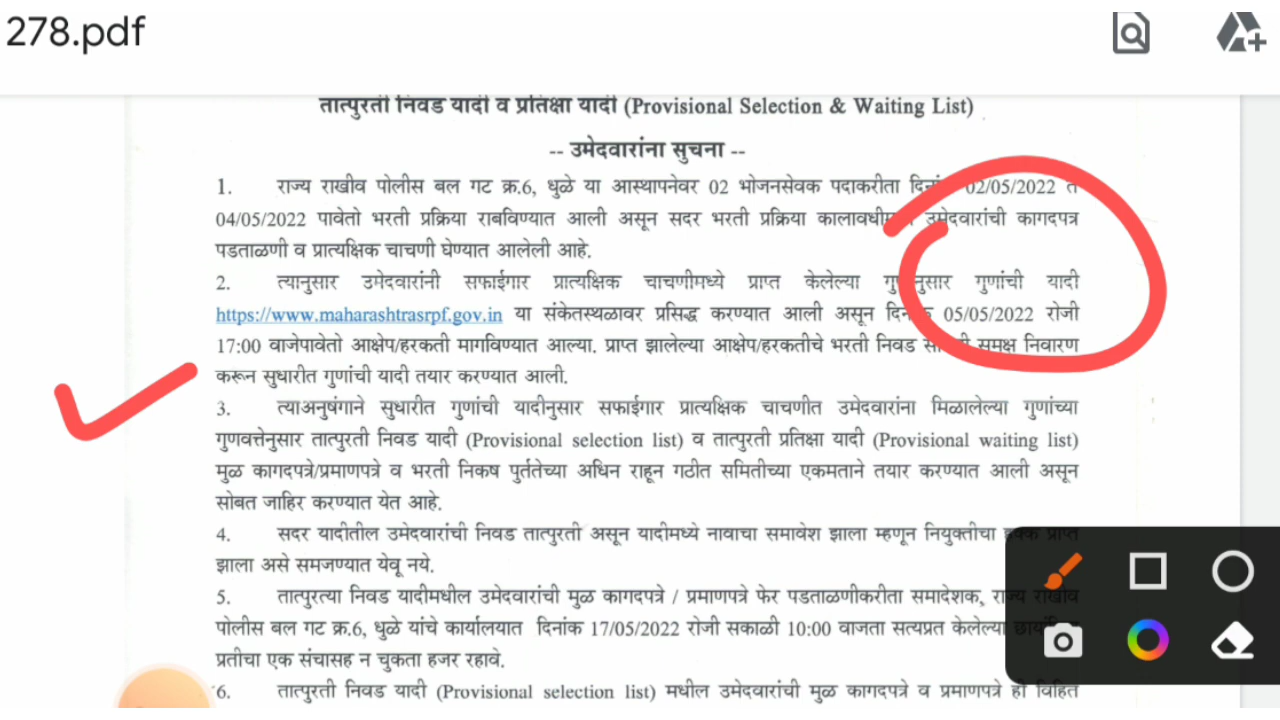 278.pdf
तात्पुरती निवड यादी व प्रतिक्षा यादी (Provisional Selection & Waiting List)
-- उमेदवारांना सुचना --
1. राज्य राखीव पोलीस बल गट क्र.6, धुळे या आस्थापनेवर 02 भोजनसेवक पदाकरीता 02/05/2022 ते
04/05/2022 पावेतो भरती प्रक्रिया राबविण्यात आली असून सदर भरती प्रक्रिया उमेदवारांची कागदपत्र
पडताळणी व प्रात्यक्षिक चाचणी घेण्यात आलेली आहे.
2. त्यानुसार उमेदवारांनी सफाईगार प्रात्यक्षिक चाचणीमध्ये प्राप्त केलेल्या गुणांची यादी
https://www.maharashtrasrpf.gov.in या संकेतस्थळावर प्रसिद्ध करण्यात आली असून दिनांक 05/05/2022 रोजी
17:00 वाजेपावेतो आक्षेप/हरकती मागविण्यात आल्या. प्राप्त झालेल्या आक्षेप/हरकतीचे भरती निवड समक्ष निवारण
करून सुधारीत गुणांची यादी तयार करण्यात आली.
3. त्याअनुषंगाने सुधारीत गुणांची यादीनुसार सफाईगार प्रात्यक्षिक चाचणीत उमेदवारांना मिळालेल्या गुणांच्या
गुणवत्तेनुसार तात्पुरती निवड यादी (Provisional selection list) व तात्पुरती प्रतिक्षा यादी (Provisional waiting list)
मुळ कागदपत्रे/प्रमाणपत्रे व भरती निकष पुर्ततेच्या अधिन राहून गठीत समितीच्या एकमताने तयार करण्यात आली असून
सोबत जाहिर करण्यात येत आहे.
4. सदर यादीतील उमेदवारांची निवड तात्पुरती असून यादीमध्ये नावाचा समावेश झाला म्हणून नियुक्तीचा हक्क प्राप्त
झाला असे समजण्यात येवू नये.
5. तात्पुरत्या निवड यादीमधील उमेदवारांची मुळ कागदपत्रे / प्रमाणपत्रे फेर पडताळणीकरीता समादेशक, राज्य राखीव
पोलीस बल गट क्र.6, धुळे यांचे कार्यालयात दिनांक 17/05/2022 रोजी सकाळी 10:00 वाजता सत्यप्रत केलेल्या
प्रतीचा एक संचासह न चुकता हजर रहावे.
6. तात्पुरती निवड यादी (Provisional selection list) मधील उमेदवारांची मुळ कागदपत्रे व प्रमाणपत्रे ही विहित